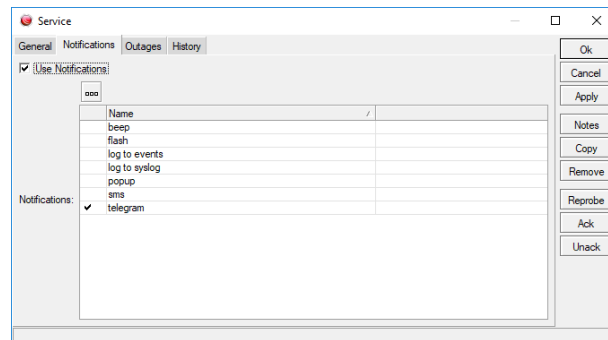 Service
General Notifications Outages History
Use Notifications
Name
beep
flash
log to events
log to syslog
popup
sms
telegram
Notifications:
Ok
Cancel
Apply
Notes
Copy
Remove
Reprobe
Ack
Unack